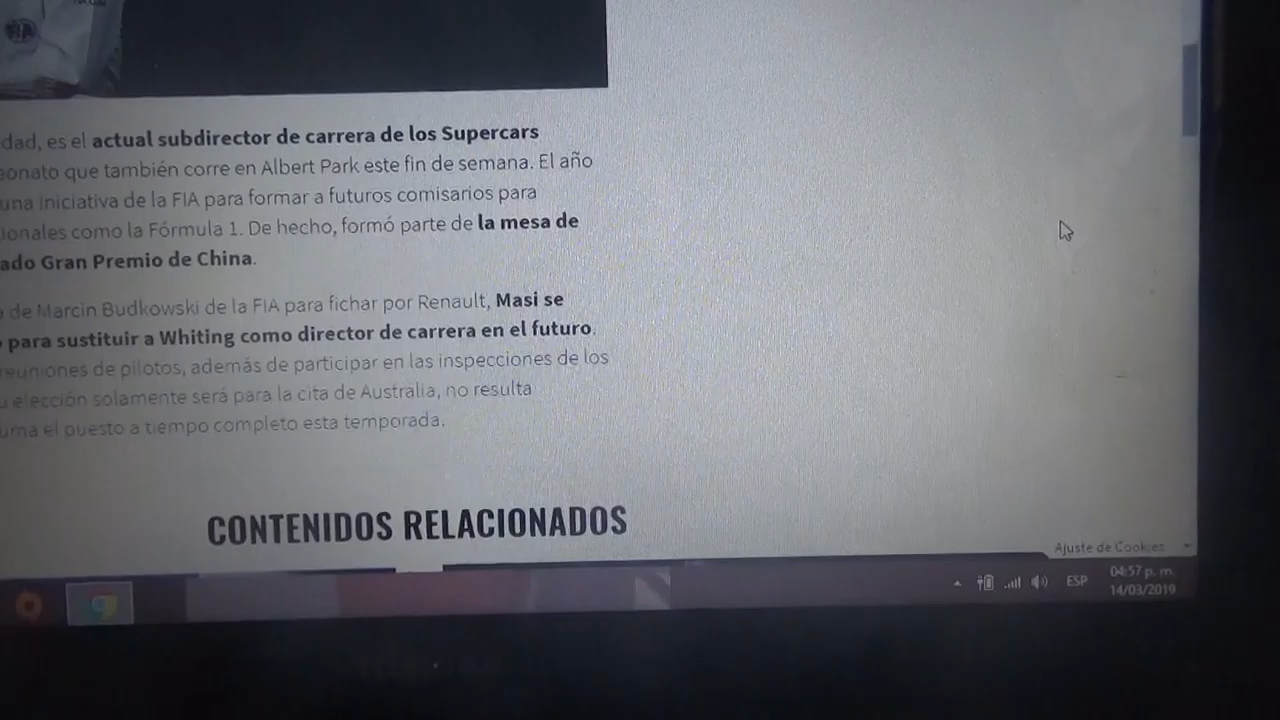 FIA
dad, es el actual subdirector de carrera de los Supercars
eonato que también corre en Albert Park este fin de semana. El año
una iniciativa de la FIA para formar a futuros comisarios para
ionales como la Fórmula 1. De hecho, formó parte de la mesa de
ado Gran Premio de China.
de Marcin Budkowski de la FIA para fichar por Renault, Masi se
para sustituir a Whiting como director de carrera en el futuro.
reuniones de pilotos, además de participar en las inspecciones de los
u elección solamente será para la cita de Australia, no resulta
uma el puesto a tiempo completo esta temporada.
CONTENIDOS RELACIONADOS
Ajuste de Cookies
ESP
04:57 p. m.
14/03/2019